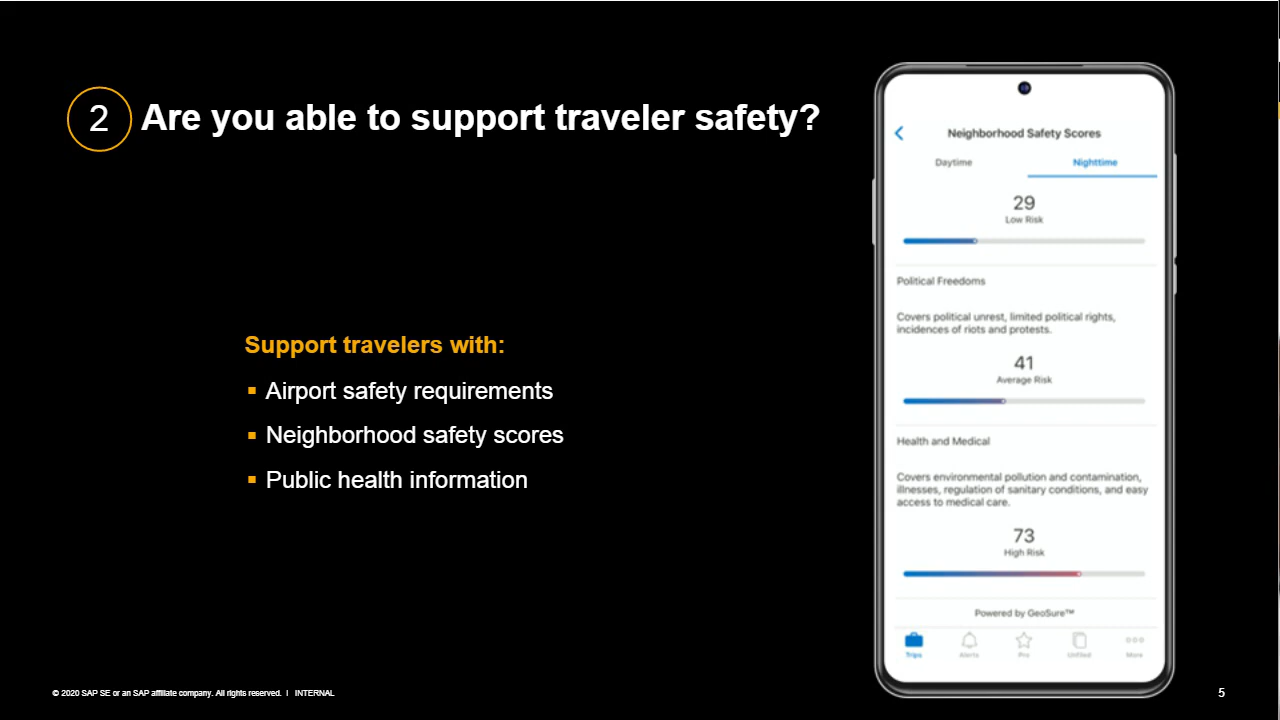 2 Are you able to support traveler safety?
Support travelers with:
▪ Airport safety requirements
▪ Neighborhood safety scores
▪ Public health information
Neighborhood Safety Scores
Daytime Nighttime
29
Low Risk
Political Freedoms
Covers political unrest, limited political rights,
incidences of riots and protests.
41
Average Risk
Health and Medical
Covers environmental pollution and contamination,
illnesses, regulation of sanitary conditions, and easy
access to medical care.
73
High Risk
Powered by GeoSure™
Trips Alerts Pro Unfiled More
© 2020 SAP SE or an SAP affiliate company. All rights reserved. | INTERNAL
5